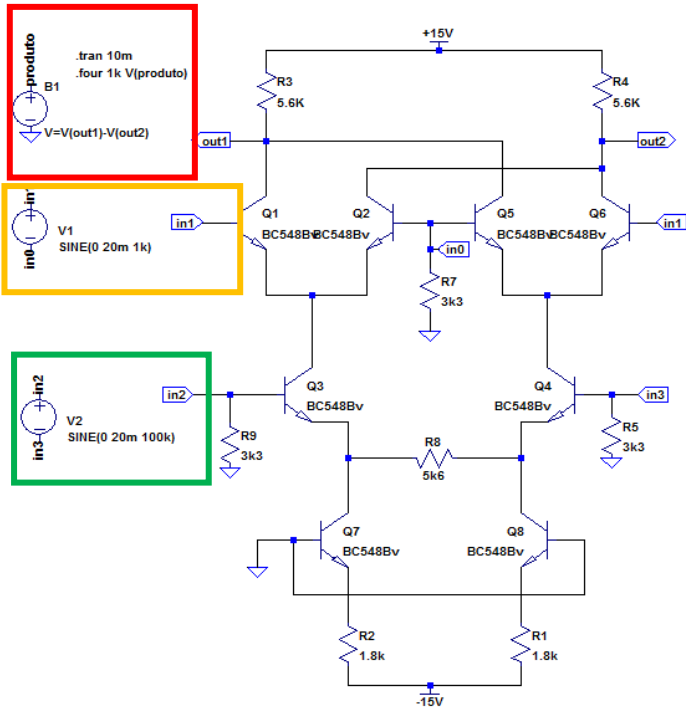 produto
B1
V=V(out1)-V(out2)
.tran 10m
.four 1k V(produto)
+15V
R3
5.6K
R4
5.6K
out1
out2
V1
SINE(0 20m 1k)
in0
in1
Q1
BC548Bv
Q2
BC548Bv
Q5
BC548Bv
Q6
BC548Bv
in1
in0
R7
3k3
in2
in3
V2
SINE(0 20m 100k)
in2
R9
3k3
Q3
BC548Bv
Q4
BC548Bv
in3
R5
3k3
R8
5k6
Q7
BC548Bv
Q8
BC548Bv
R2
1.8k
R1
1.8k
-15V